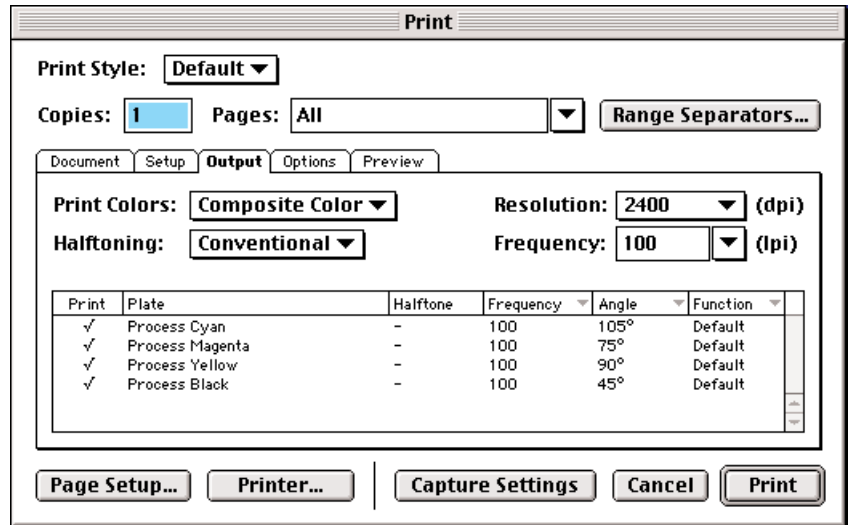 Print
Print Style: Default
Copies: 1 Pages: All Range Separators...
Document Setup Output Options Preview
Print Colors: Composite Color Resolution: 2400 (dpi)
Halftoning: Conventional Frequency: 100 (lpi)
Print Plate Halftone Frequency Angle Function
√ Process Cyan - 100 105° Default
√ Process Magenta - 100 75° Default
√ Process Yellow - 100 90° Default
√ Process Black - 100 45° Default
Page Setup... Printer... Capture Settings Cancel Print